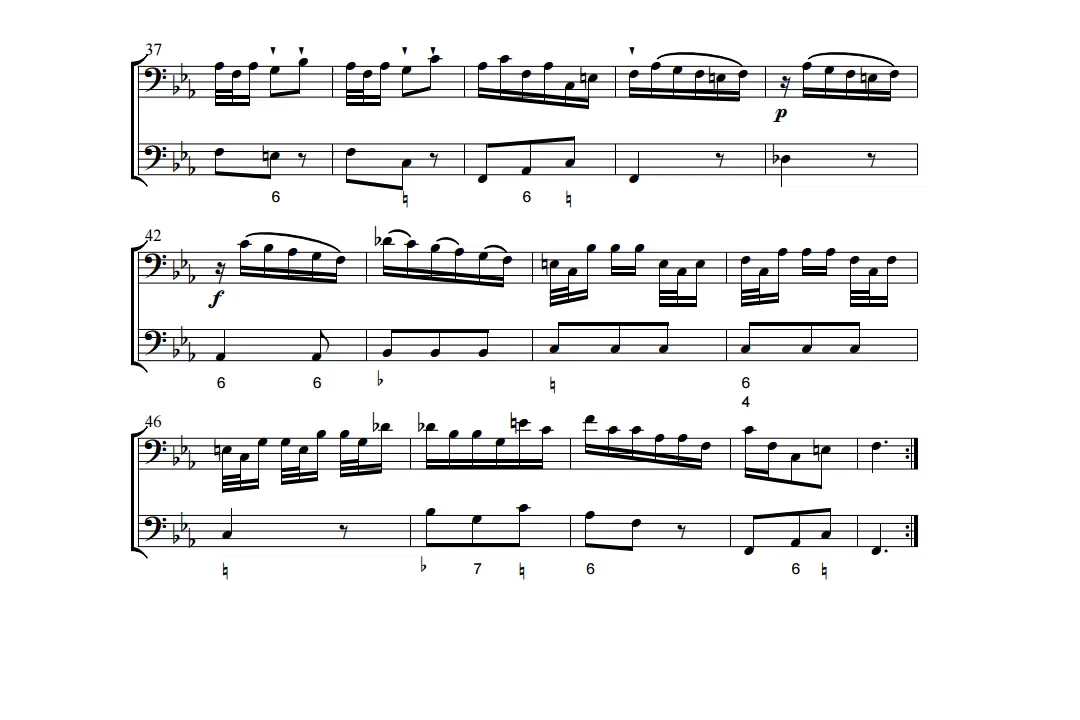 37
p
6 ♮ 6 ♮
42
f
6 6 ♭ ♮ 6
4
46
♮ ♭ 7 ♮ 6 6 ♮